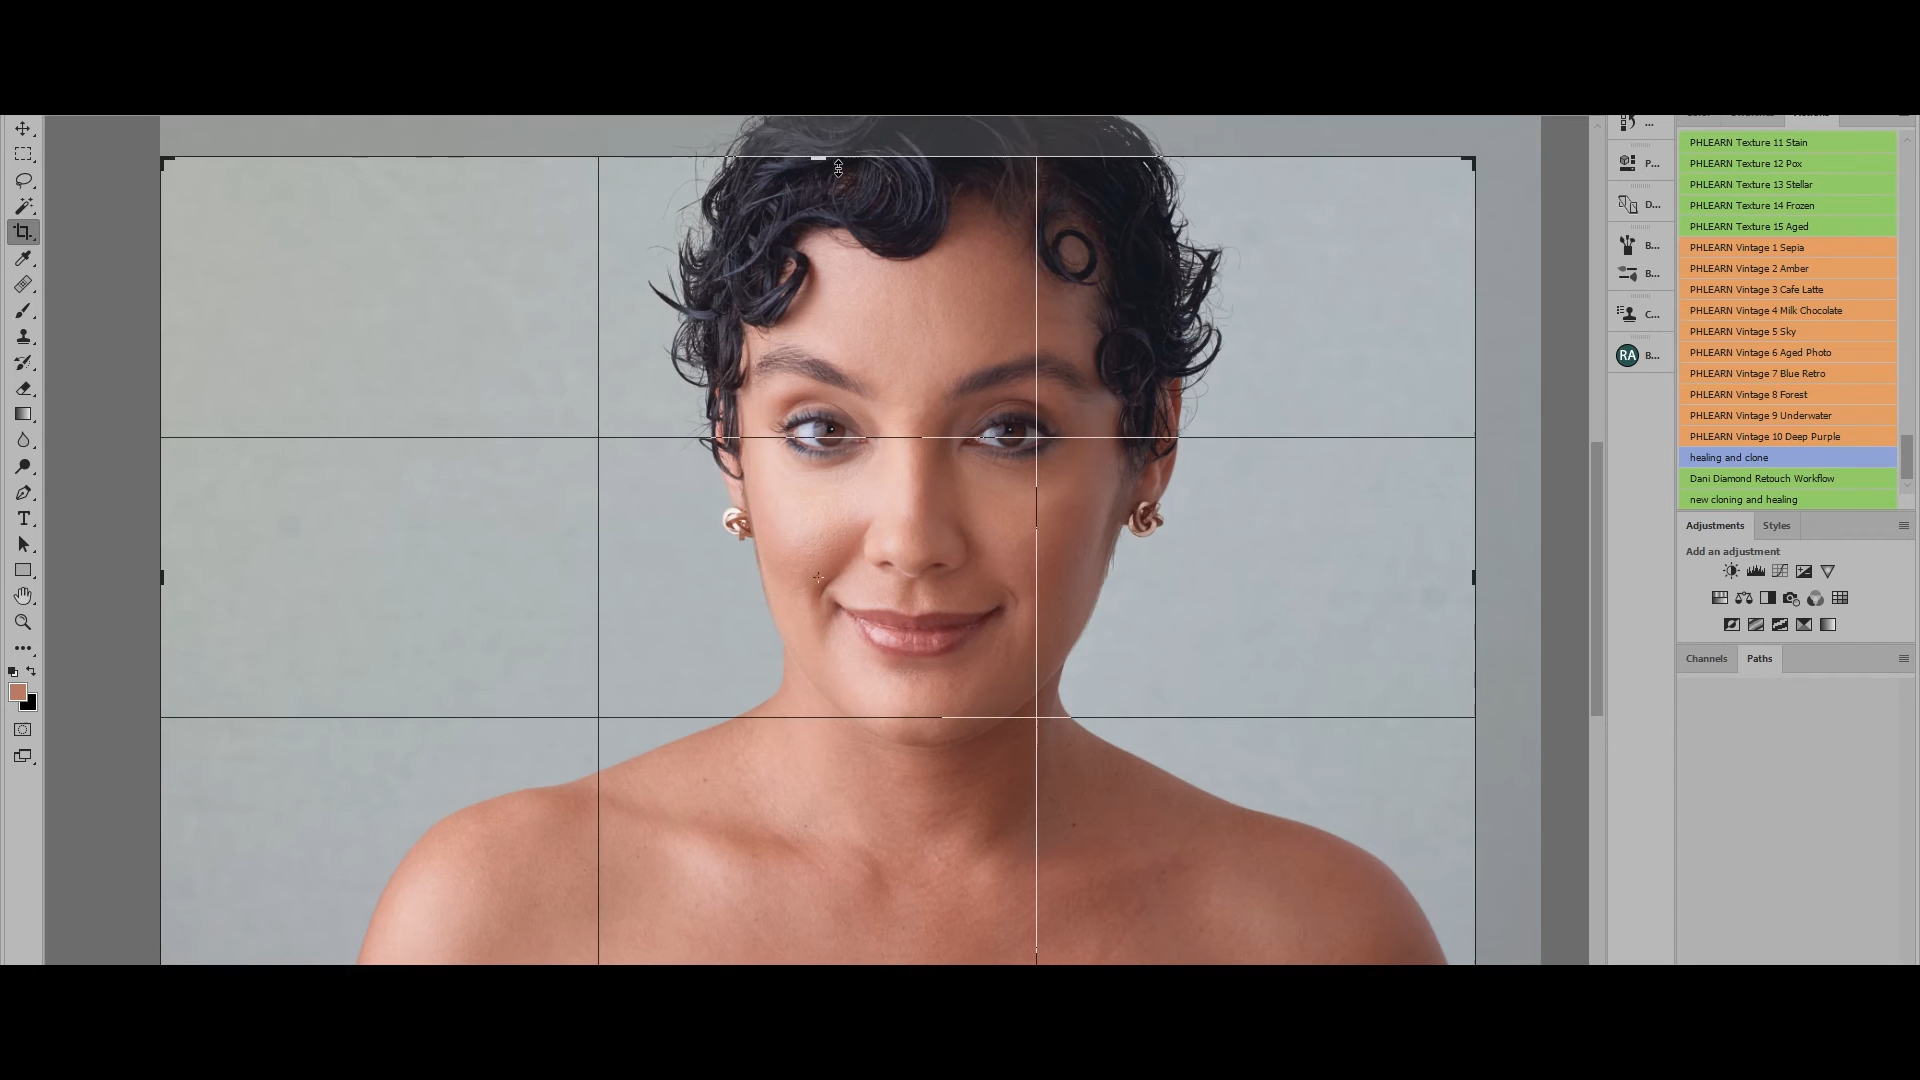 ...
P...
D...
B...
B...
C...
RA B...
PHLEARN Texture 11 Stain
PHLEARN Texture 12 Pox
PHLEARN Texture 13 Stellar
PHLEARN Texture 14 Frozen
PHLEARN Texture 15 Aged
PHLEARN Vintage 1 Sepia
PHLEARN Vintage 2 Amber
PHLEARN Vintage 3 Cafe Latte
PHLEARN Vintage 4 Milk Chocolate
PHLEARN Vintage 5 Sky
PHLEARN Vintage 6 Aged Photo
PHLEARN Vintage 7 Blue Retro
PHLEARN Vintage 8 Forest
PHLEARN Vintage 9 Underwater
PHLEARN Vintage 10 Deep Purple
healing and clone
Dani Diamond Retouch Workflow
new cloning and healing
Adjustments Styles
Add an adjustment
Channels Paths